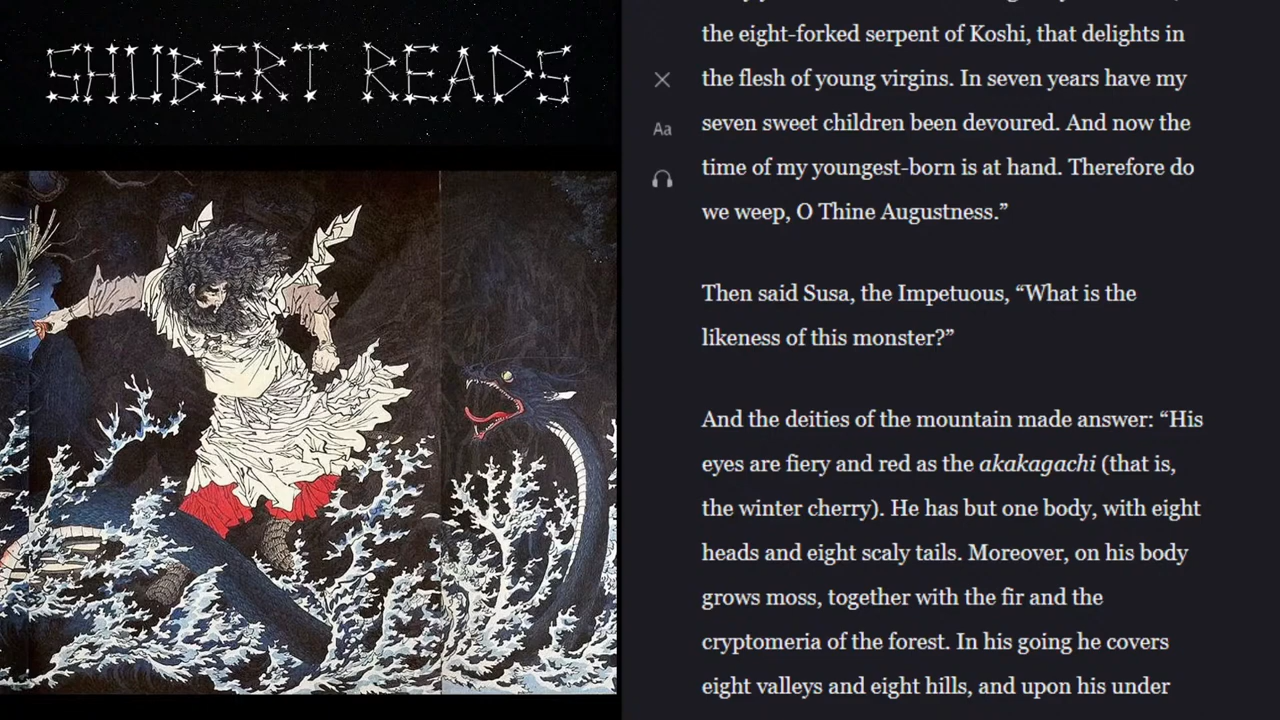 SHUBERT READS
the eight-forked serpent of Koshi, that delights in
the flesh of young virgins. In seven years have my
seven sweet children been devoured. And now the
time of my youngest-born is at hand. Therefore do
we weep, O Thine Augustness.”
Then said Susa, the Impetuous, “What is the
likeness of this monster?”
And the deities of the mountain made answer: “His
eyes are fiery and red as the akakagachi (that is,
the winter cherry). He has but one body, with eight
heads and eight scaly tails. Moreover, on his body
grows moss, together with the fir and the
cryptomeria of the forest. In his going he covers
eight valleys and eight hills, and upon his under
Aa